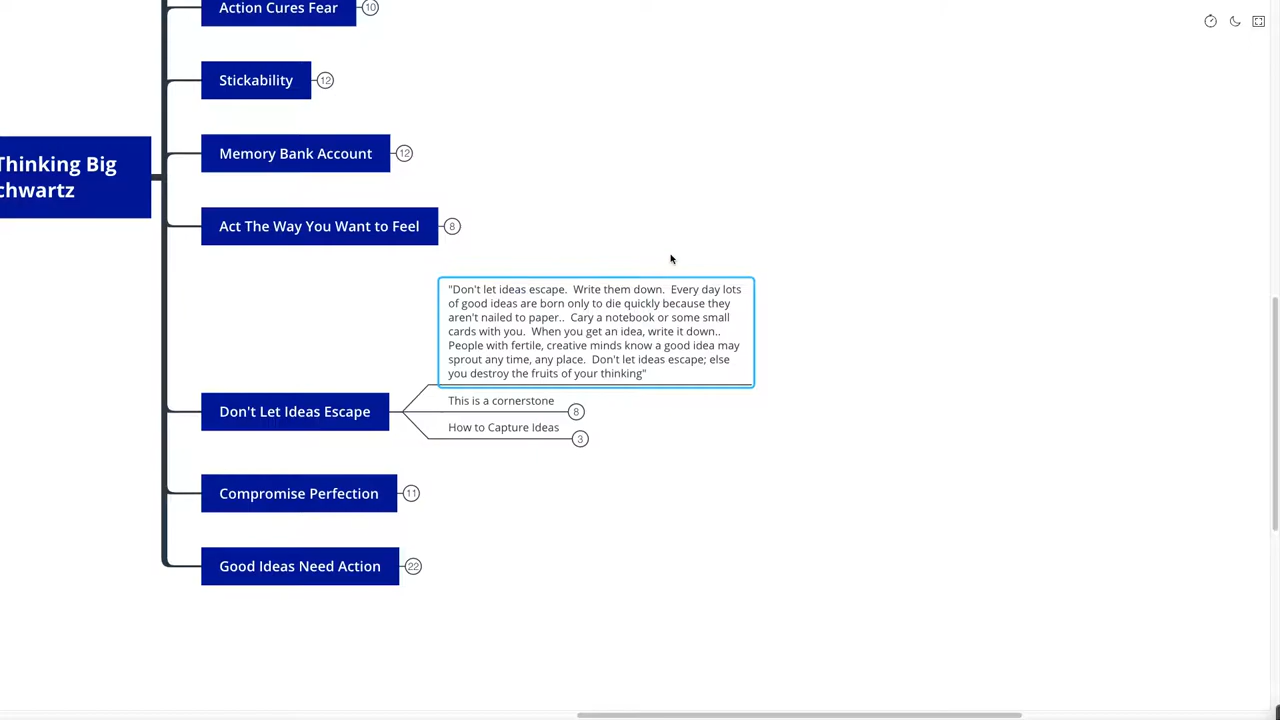 Action Cures Fear
10
Stickability
12
Thinking Big
chwartz
Memory Bank Account
12
Act The Way You Want to Feel
8
"Don't let ideas escape.  Write them down.  Every day lots
of good ideas are born only to die quickly because they
aren't nailed to paper..  Cary a notebook or some small
cards with you.  When you get an idea, write it down..
People with fertile, creative minds know a good idea may
sprout any time, any place.  Don't let ideas escape; else
you destroy the fruits of your thinking"
Don't Let Ideas Escape
This is a cornerstone
8
How to Capture Ideas
3
Compromise Perfection
11
Good Ideas Need Action
22